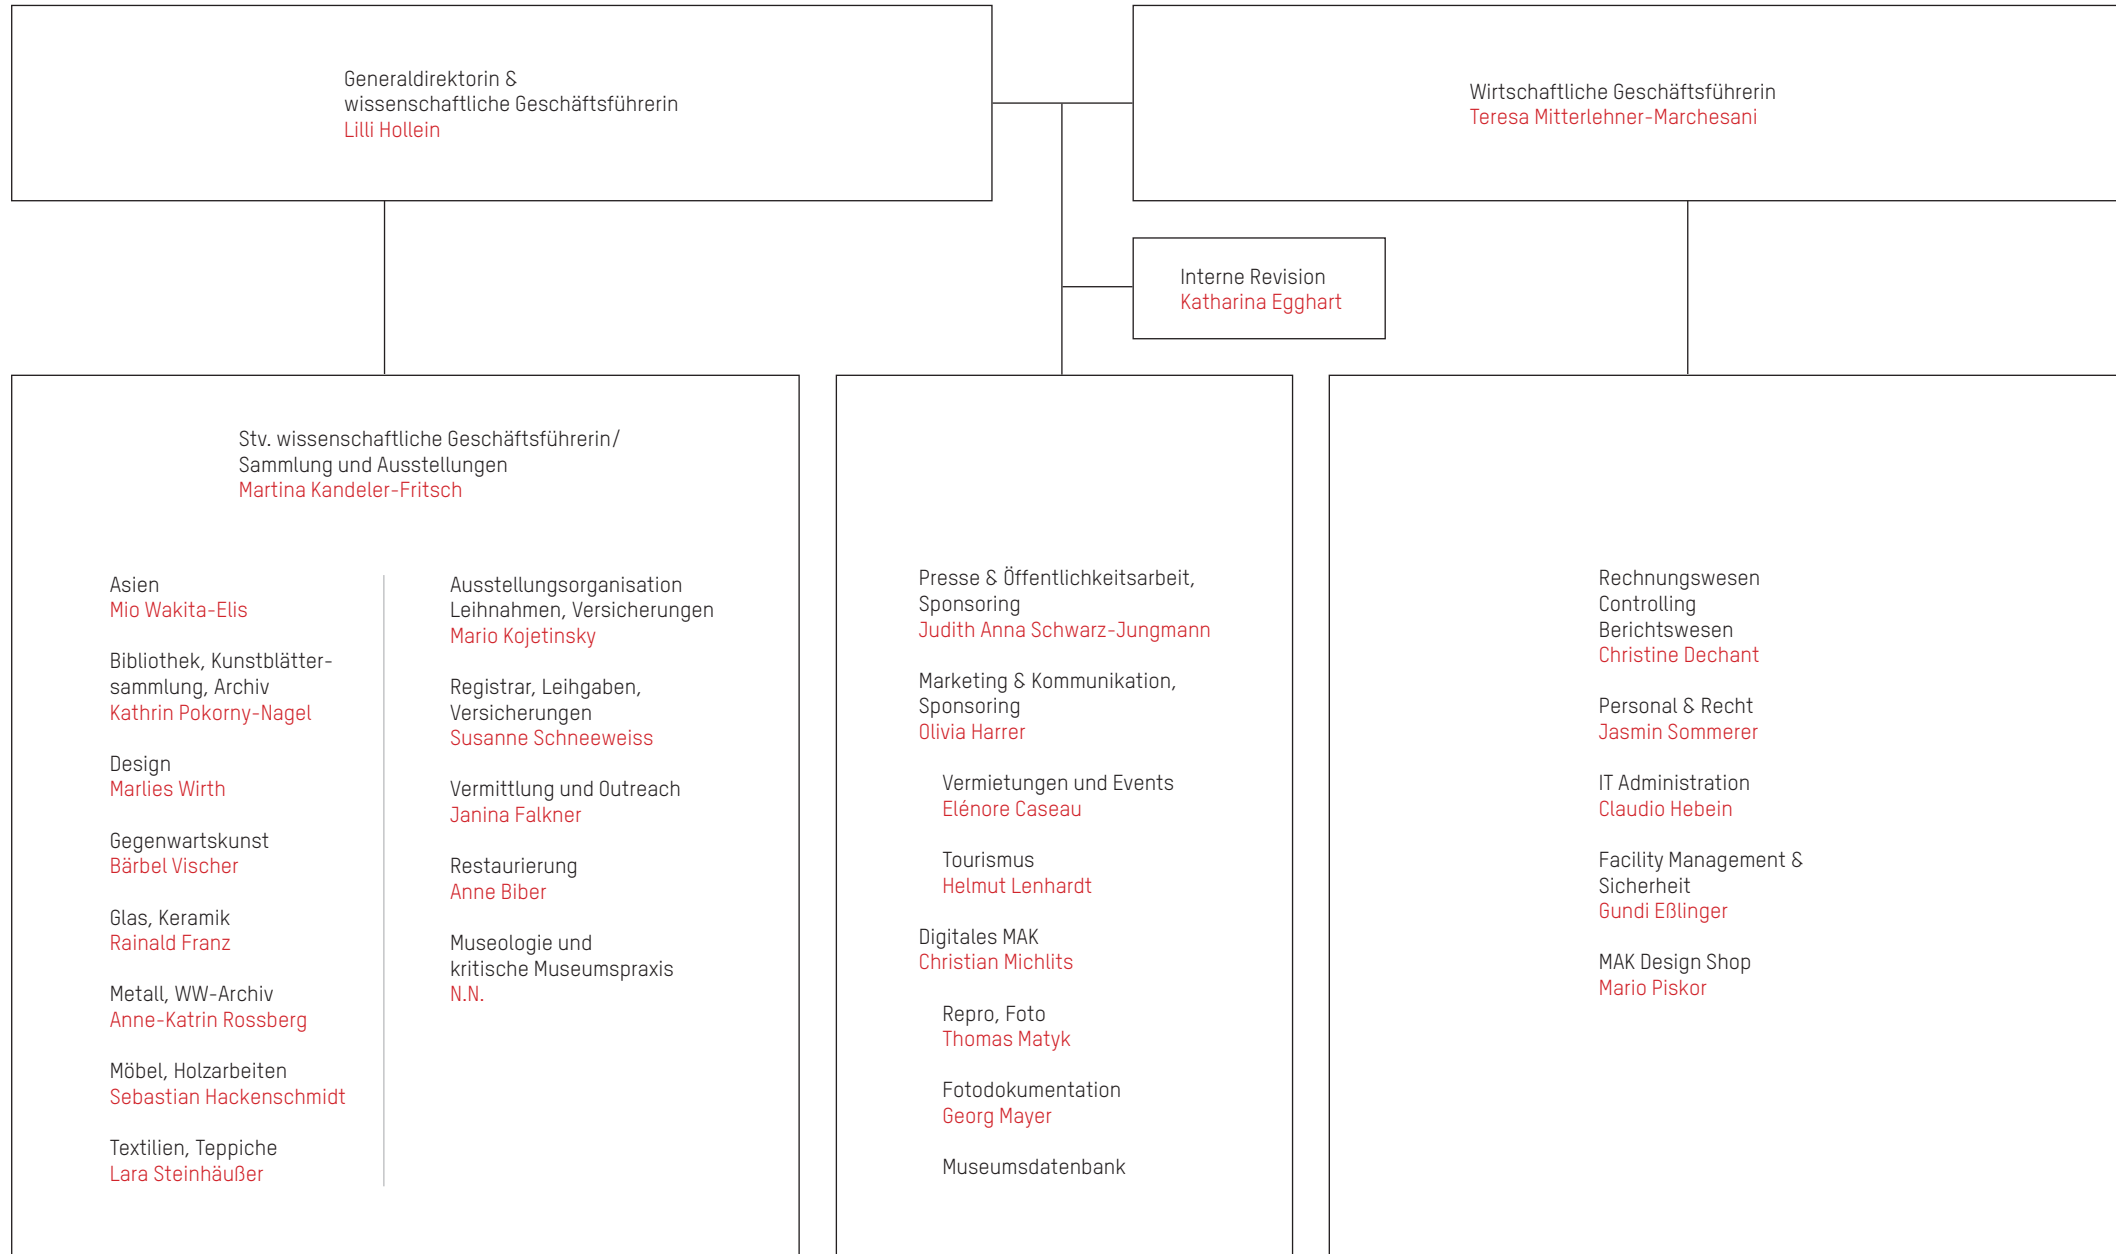 Generaldirektorin &
wissenschaftliche Geschäftsführerin
Lilli Hollein
Wirtschaftliche Geschäftsführerin
Teresa Mitterlehner-Marchesani
Interne Revision
Katharina Egghart
Stv. wissenschaftliche Geschäftsführerin/
Sammlung und Ausstellungen
Martina Kandeler-Fritsch
Asien
Mio Wakita-Elis
Bibliothek, Kunstblätter-
sammlung, Archiv
Kathrin Pokorny-Nagel
Design
Marlies Wirth
Gegenwartskunst
Bärbel Vischer
Glas, Keramik
Rainald Franz
Metall, WW-Archiv
Anne-Katrin Rossberg
Möbel, Holzarbeiten
Sebastian Hackenschmidt
Textilien, Teppiche
Lara Steinhäußer
Ausstellungsorganisation
Leihnahmen, Versicherungen
Mario Kojetinsky
Registrar, Leihgaben,
Versicherungen
Susanne Schneeweiss
Vermittlung und Outreach
Janina Falkner
Restaurierung
Anne Biber
Museologie und
kritische Museumspraxis
N.N.
Presse & Öffentlichkeitsarbeit,
Sponsoring
Judith Anna Schwarz-Jungmann
Marketing & Kommunikation,
Sponsoring
Olivia Harrer
Vermietungen und Events
Elénore Caseau
Tourismus
Helmut Lenhardt
Digitales MAK
Christian Michlits
Repro, Foto
Thomas Matyk
Fotodokumentation
Georg Mayer
Museumsdatenbank
Rechnungswesen
Controlling
Berichtswesen
Christine Dechant
Personal & Recht
Jasmin Sommerer
IT Administration
Claudio Hebein
Facility Management &
Sicherheit
Gundi Eßlinger
MAK Design Shop
Mario Piskor